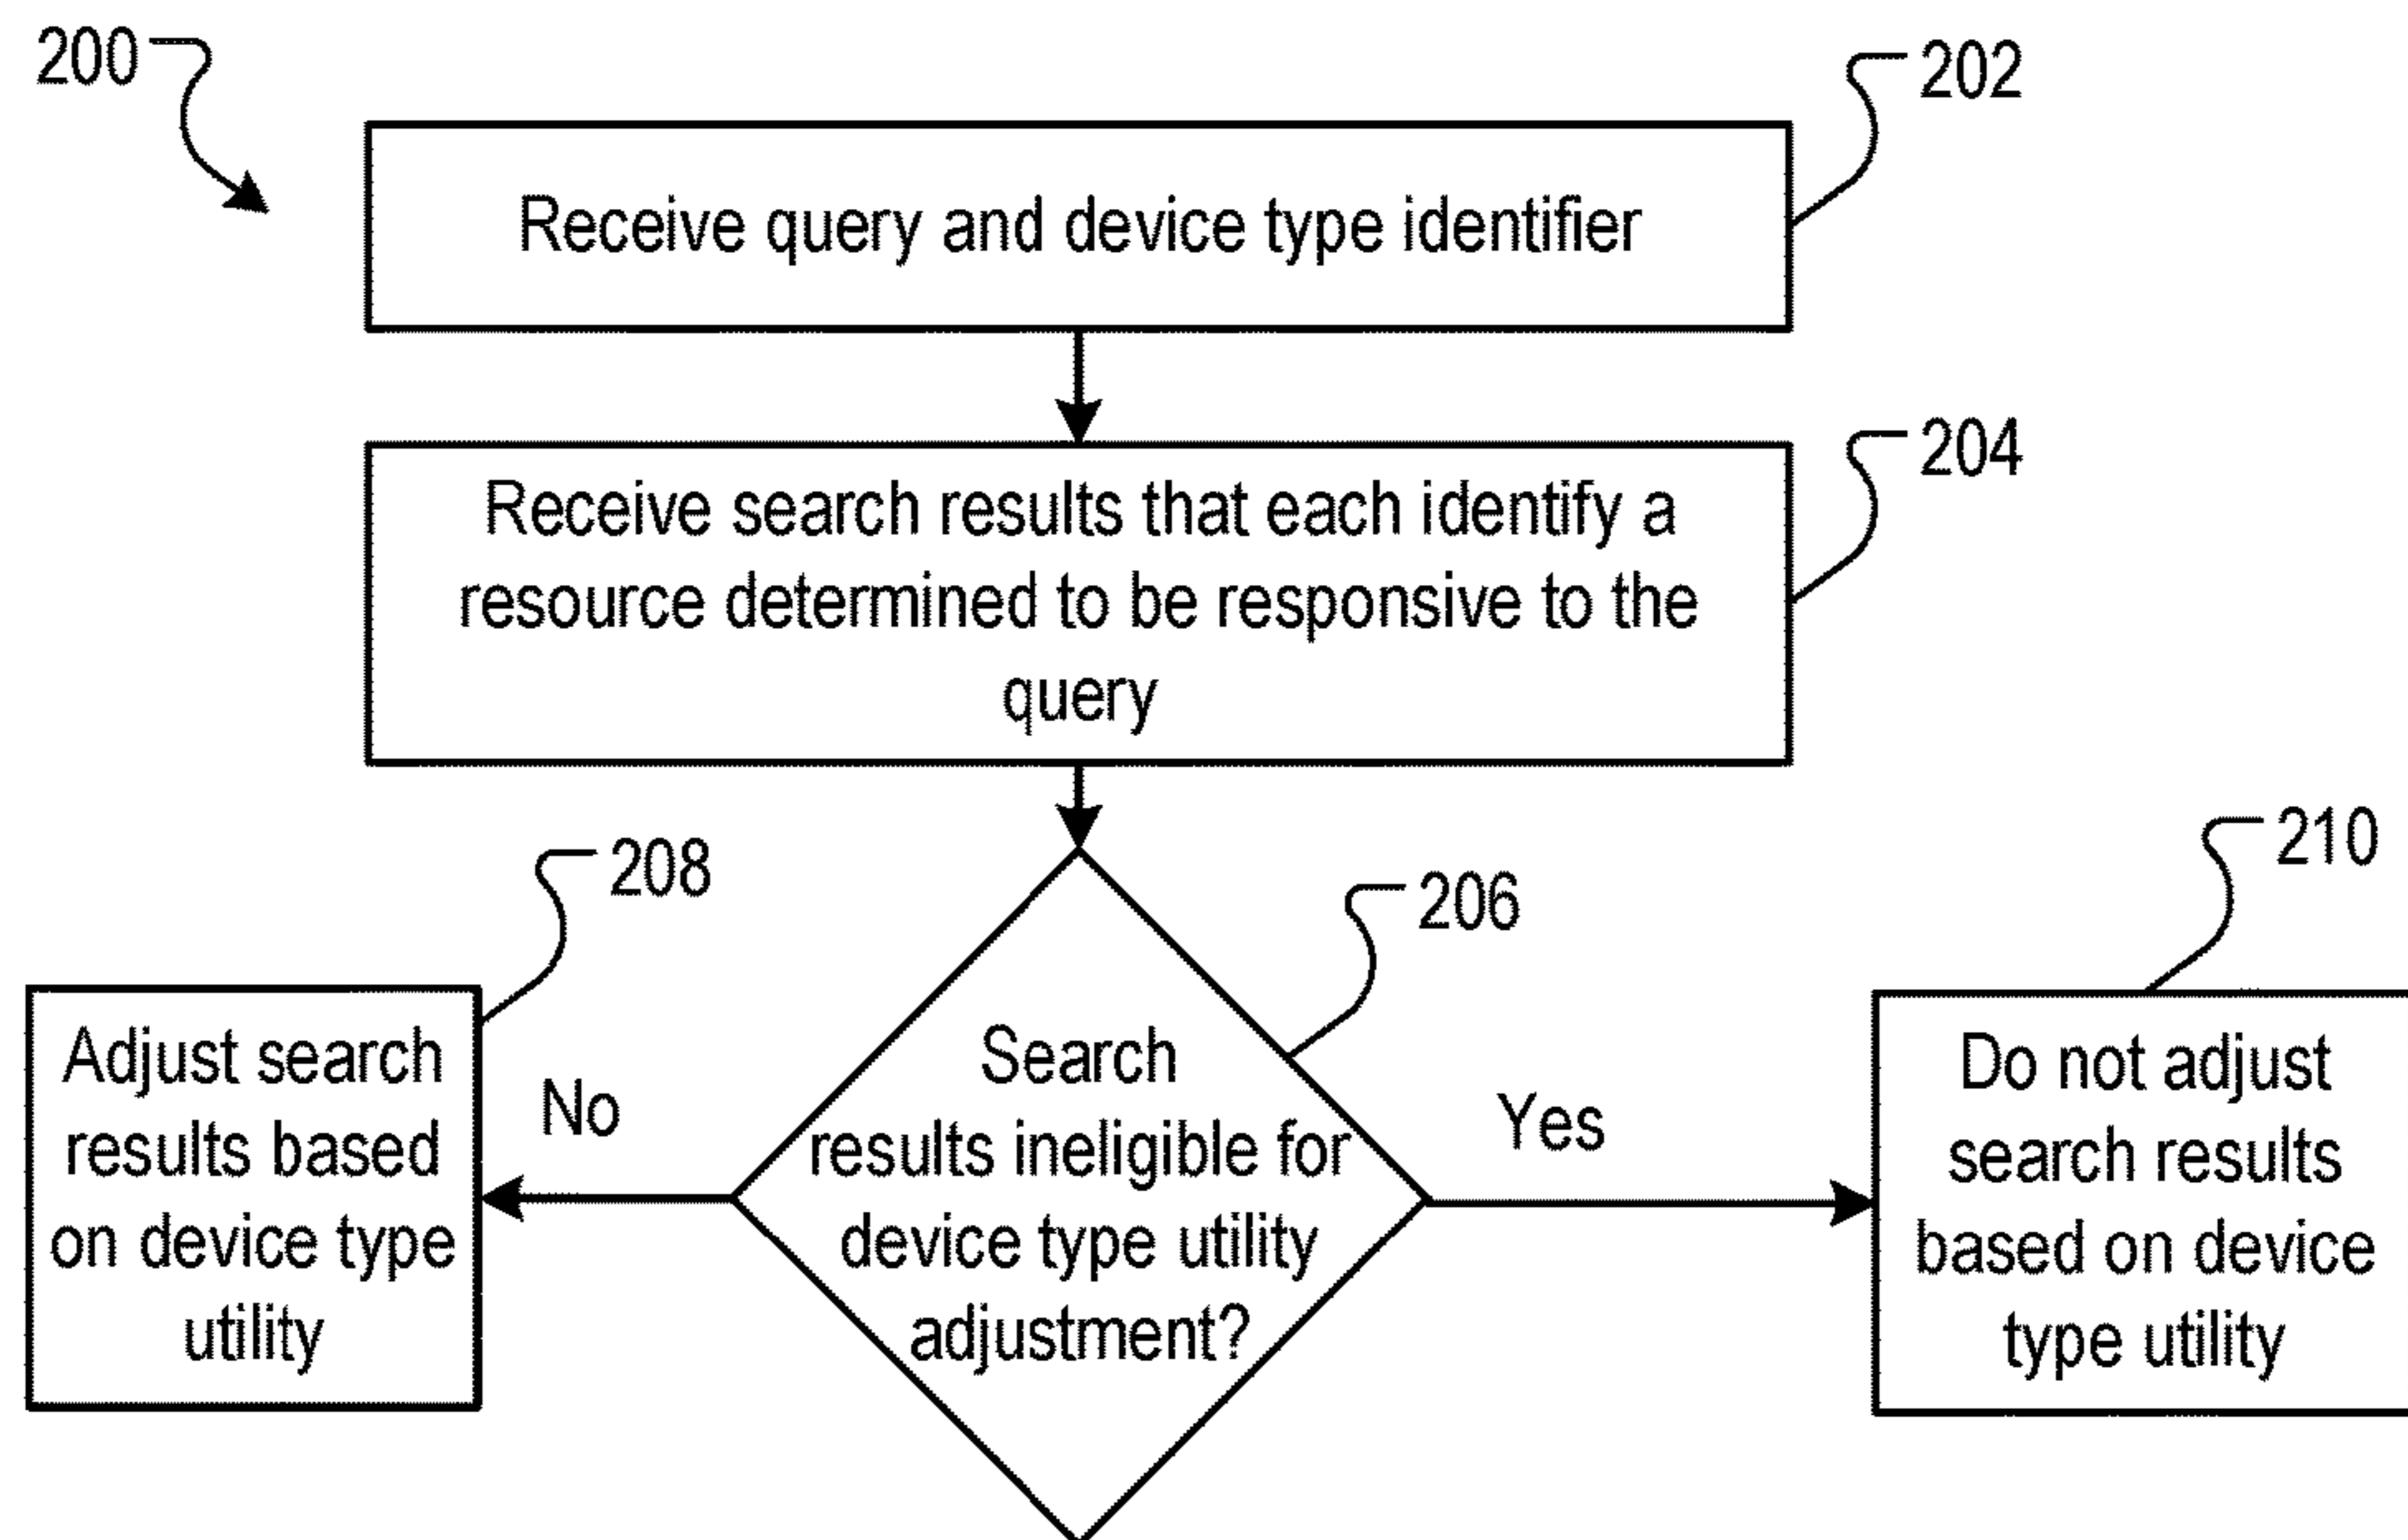 200
202
Receive query and device type identifier
204
Receive search results that each identify a
resource determined to be responsive to the
query
208
206
210
Adjust search
results based
on device type
utility
No
Search
results ineligible for
device type utility
adjustment?
Yes
Do not adjust
search results
based on device
type utility